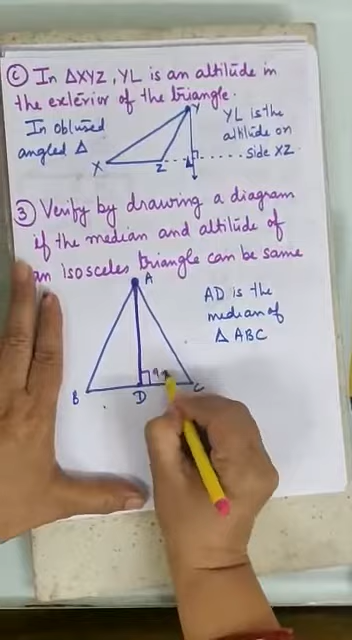 (c) In ΔXYZ, YL is an altitude in
the exterior of the triangle.
In obtused
angled Δ
YL is the
altitude on
side XZ
X
Z
L
Y
(3) Verify by drawing a diagram
if the median and altitude of
an isosceles triangle can be same
A
AD is the
median of
Δ ABC
B
D
C